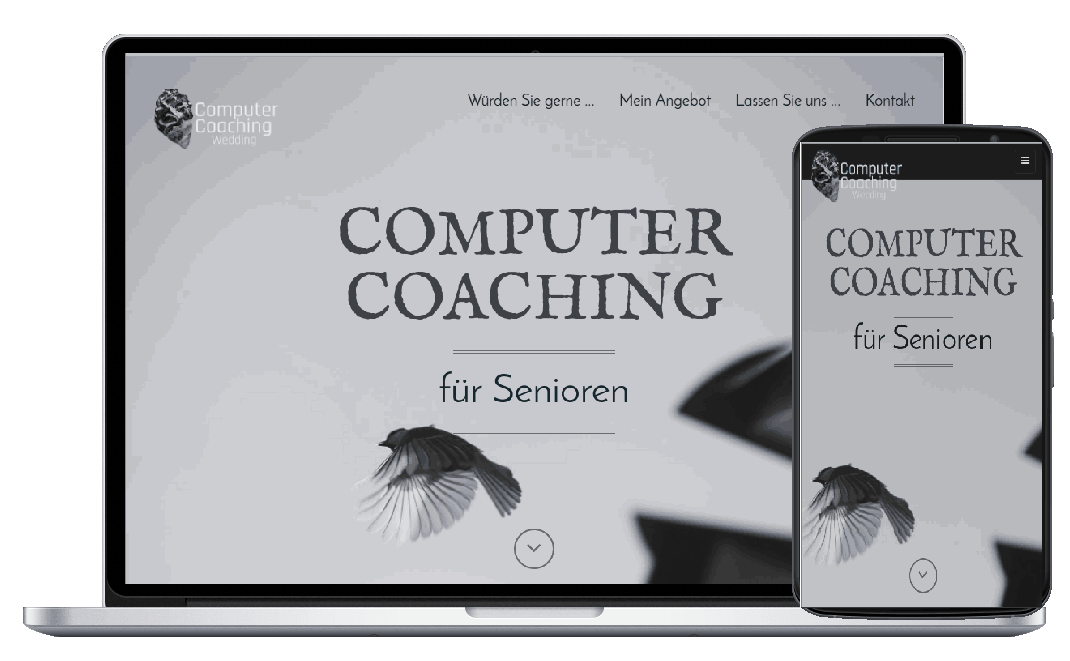 Computer
Coaching
Wedding
Würden Sie gerne ...
Mein Angebot
Lassen Sie uns ...
Kontakt
COMPUTER
COACHING
für Senioren
Computer
Coaching
Wedding
COMPUTER
COACHING
für Senioren